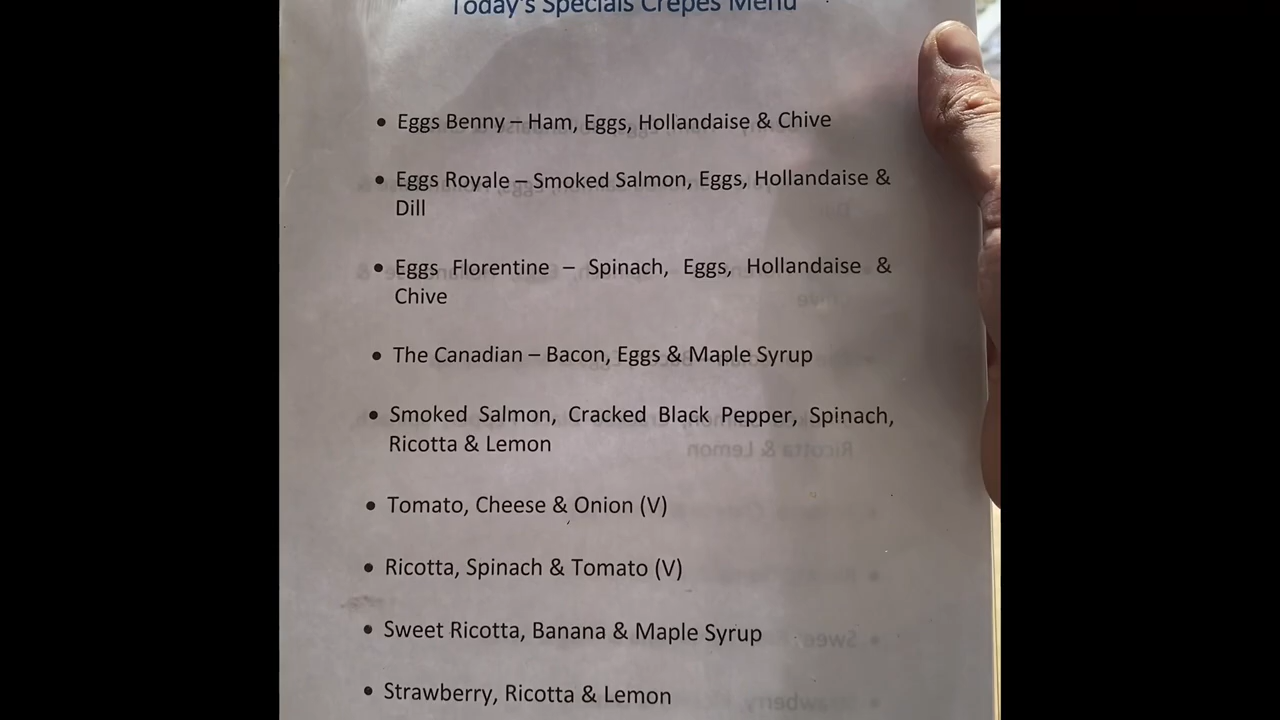 Today's Specials Crepes Menu
• Eggs Benny – Ham, Eggs, Hollandaise & Chive
• Eggs Royale – Smoked Salmon, Eggs, Hollandaise &
Dill
• Eggs Florentine – Spinach, Eggs, Hollandaise &
Chive
• The Canadian – Bacon, Eggs & Maple Syrup
• Smoked Salmon, Cracked Black Pepper, Spinach,
Ricotta & Lemon
• Tomato, Cheese & Onion (V)
• Ricotta, Spinach & Tomato (V)
• Sweet Ricotta, Banana & Maple Syrup
• Strawberry, Ricotta & Lemon